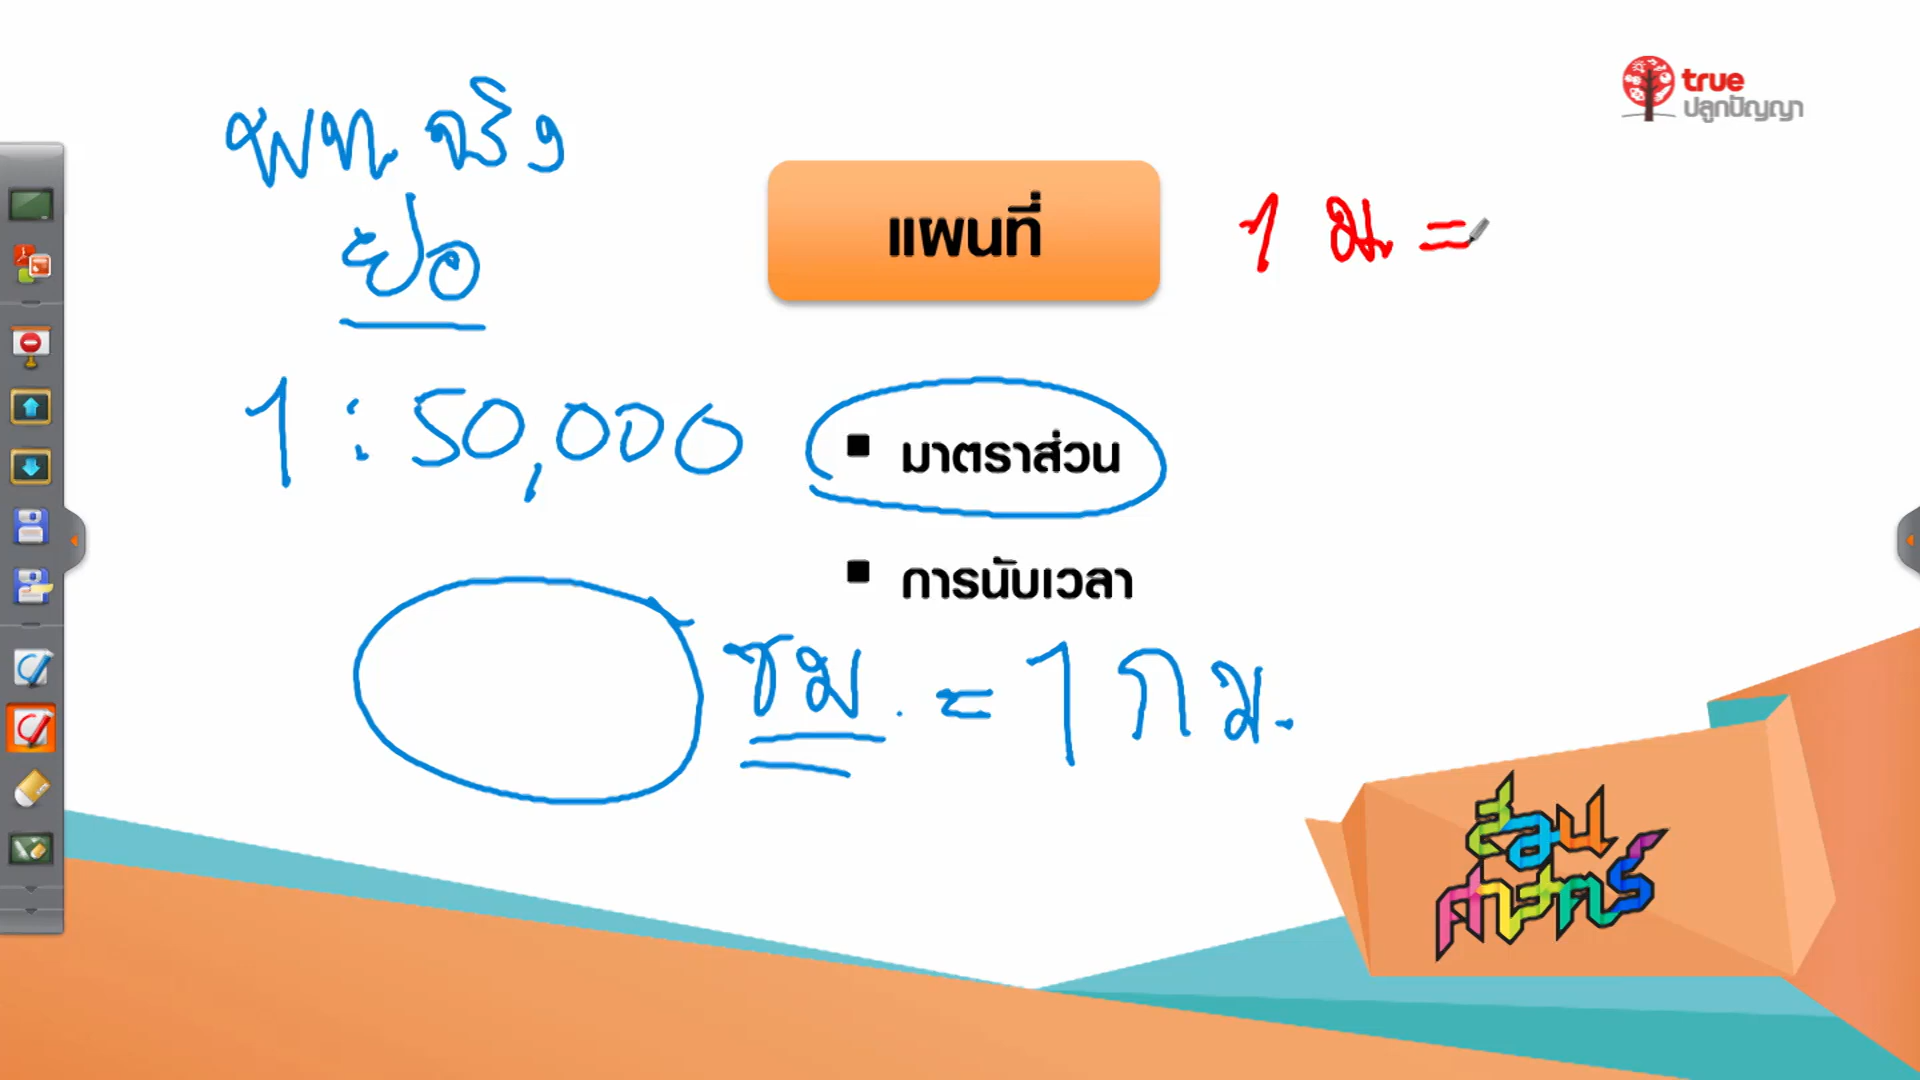 true
ปลูกปัญญา
พท. จริง
ย่อ
แผนที่
1 ม. =
1 : 50,000
▪ มาตราส่วน
▪ การนับเวลา
ซม. = 1 กม.
สอน
ศาสตร์